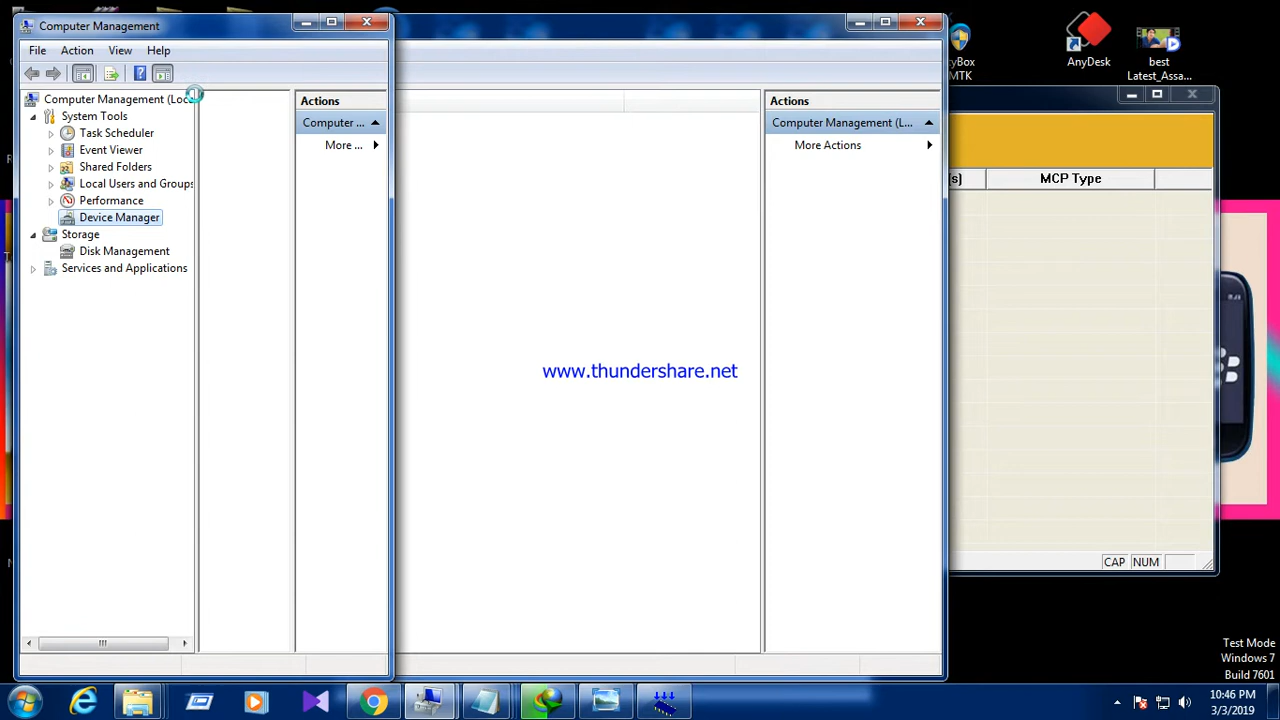 Computer Management
File Action View Help
Computer Management (Loc
System Tools
Task Scheduler
Event Viewer
Shared Folders
Local Users and Groups
Performance
Device Manager
Storage
Disk Management
Services and Applications
Actions
Computer ...
More ...
Actions
Computer Management (L...
More Actions
www.thundershare.net
yBox
MTK
AnyDesk
best
Latest_Assa...
(s)
MCP Type
CAP NUM
Test Mode
Windows 7
Build 7601
10:46 PM
3/3/2019